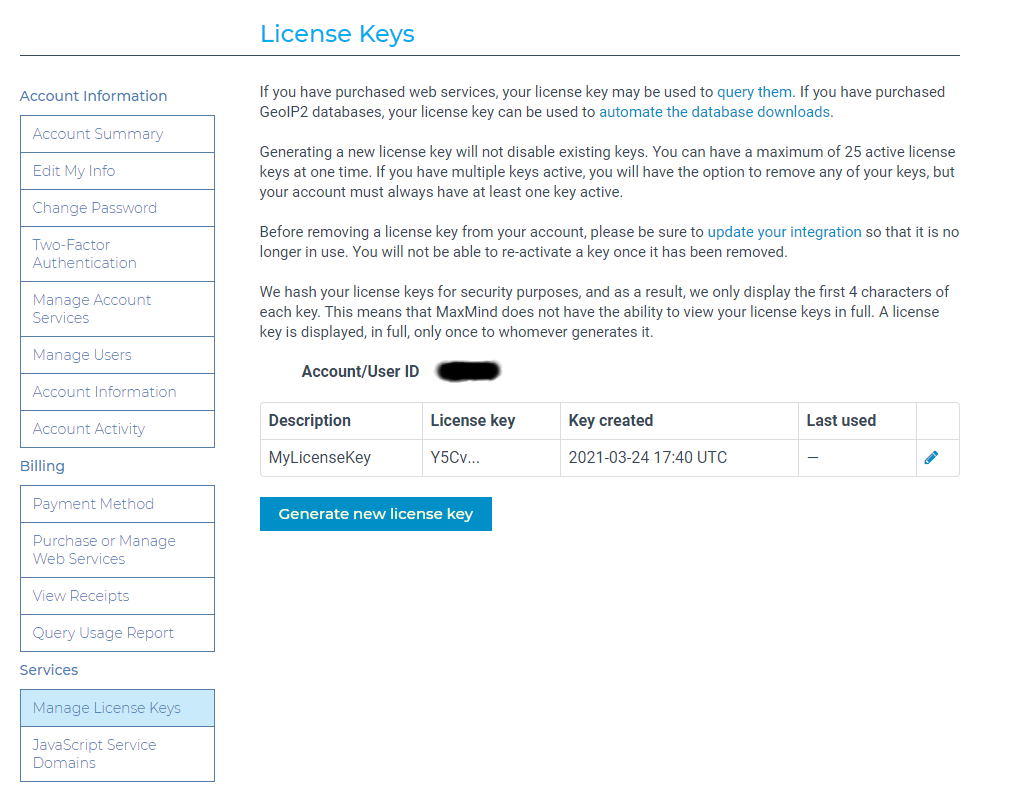 License Keys
Account Information
Account Summary
Edit My Info
Change Password
Two-Factor
Authentication
Manage Account
Services
Manage Users
Account Information
Account Activity
Billing
Payment Method
Purchase or Manage
Web Services
View Receipts
Query Usage Report
Services
Manage License Keys
JavaScript Service
Domains
If you have purchased web services, your license key may be used to query them. If you have purchased
GeoIP2 databases, your license key can be used to automate the database downloads.
Generating a new license key will not disable existing keys. You can have a maximum of 25 active license
keys at one time. If you have multiple keys active, you will have the option to remove any of your keys, but
your account must always have at least one key active.
Before removing a license key from your account, please be sure to update your integration so that it is no
longer in use. You will not be able to re-activate a key once it has been removed.
We hash your license keys for security purposes, and as a result, we only display the first 4 characters of
each key. This means that MaxMind does not have the ability to view your license keys in full. A license
key is displayed, in full, only once to whomever generates it.
Account/User ID
Description License key Key created Last used
MyLicenseKey Y5Cv... 2021-03-24 17:40 UTC —
Generate new license key